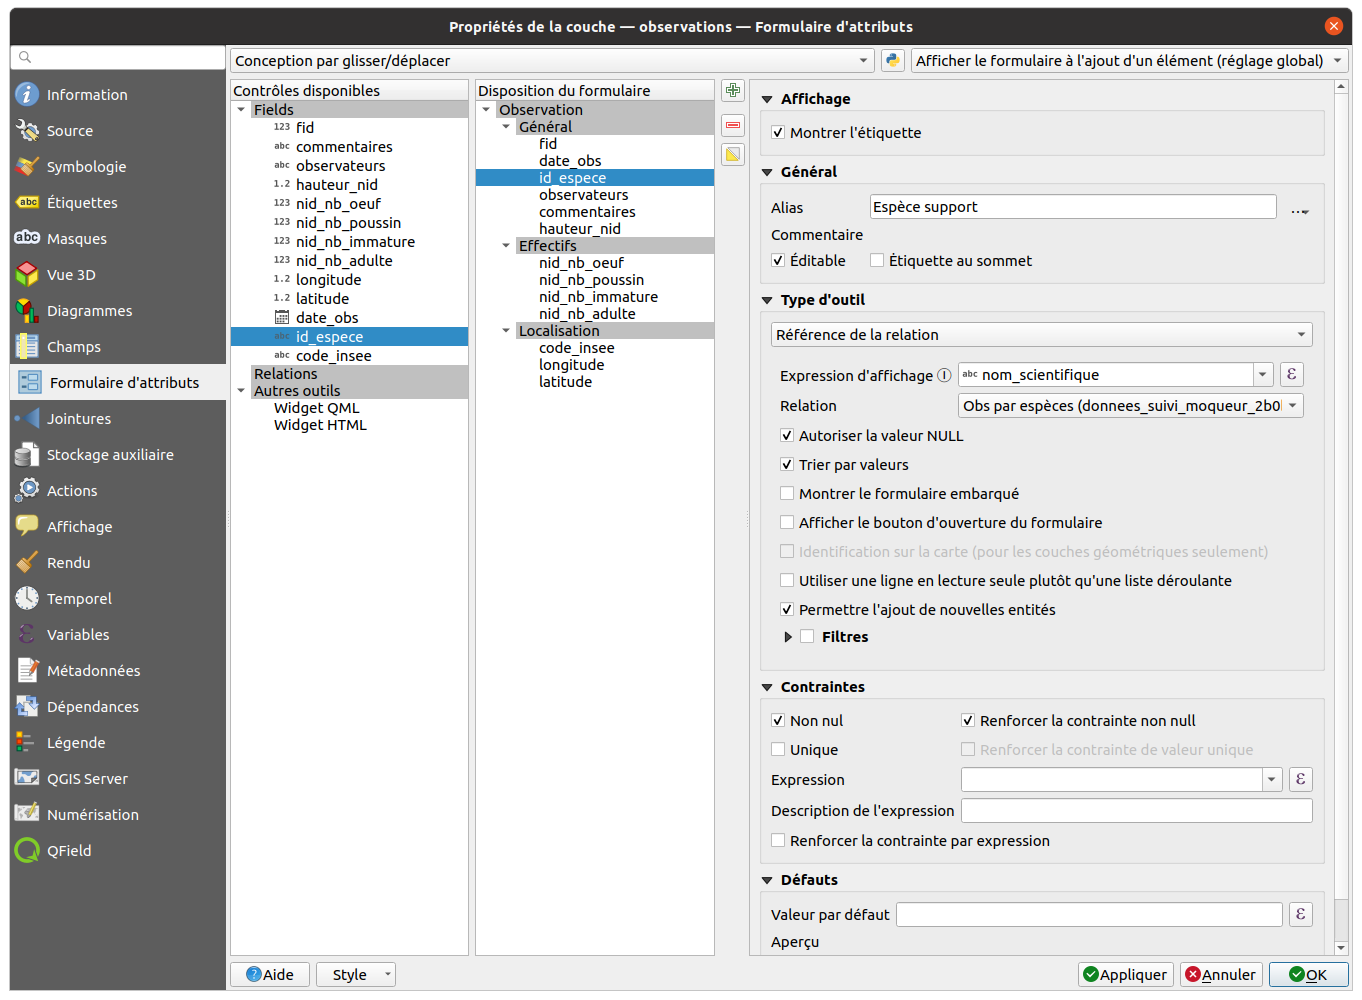 Propriétés de la couche — observations — Formulaire d'attributs
Information
Source
Symbologie
Étiquettes
Masques
Vue 3D
Diagrammes
Champs
Formulaire d'attributs
Jointures
Stockage auxiliaire
Actions
Affichage
Rendu
Temporel
Variables
Métadonnées
Dépendances
Légende
QGIS Server
Numérisation
QField
Conception par glisser/déplacer
Afficher le formulaire à l'ajout d'un élément (réglage global)
Contrôles disponibles
Fields
123 fid
abc commentaires
abc observateurs
1.2 hauteur_nid
123 nid_nb_oeuf
123 nid_nb_poussin
123 nid_nb_immature
123 nid_nb_adulte
1.2 longitude
1.2 latitude
date_obs
abc id_espece
abc code_insee
Relations
Autres outils
Widget QML
Widget HTML
Disposition du formulaire
Observation
Général
fid
date_obs
id_espece
observateurs
commentaires
hauteur_nid
Effectifs
nid_nb_oeuf
nid_nb_poussin
nid_nb_immature
nid_nb_adulte
Localisation
code_insee
longitude
latitude
Affichage
Montrer l'étiquette
Général
Alias Espèce support ...
Commentaire
Éditable Étiquette au sommet
Type d'outil
Référence de la relation
Expression d'affichage abc nom_scientifique ε
Relation Obs par espèces (donnees_suivi_moqueur_2b0
Autoriser la valeur NULL
Trier par valeurs
Montrer le formulaire embarqué
Afficher le bouton d'ouverture du formulaire
Identification sur la carte (pour les couches géométriques seulement)
Utiliser une ligne en lecture seule plutôt qu'une liste déroulante
Permettre l'ajout de nouvelles entités
Filtres
Contraintes
Non nul Renforcer la contrainte non null
Unique Renforcer la contrainte de valeur unique
Expression ε
Description de l'expression
Renforcer la contrainte par expression
Défauts
Valeur par défaut ε
Aperçu
Aide Style Appliquer Annuler OK